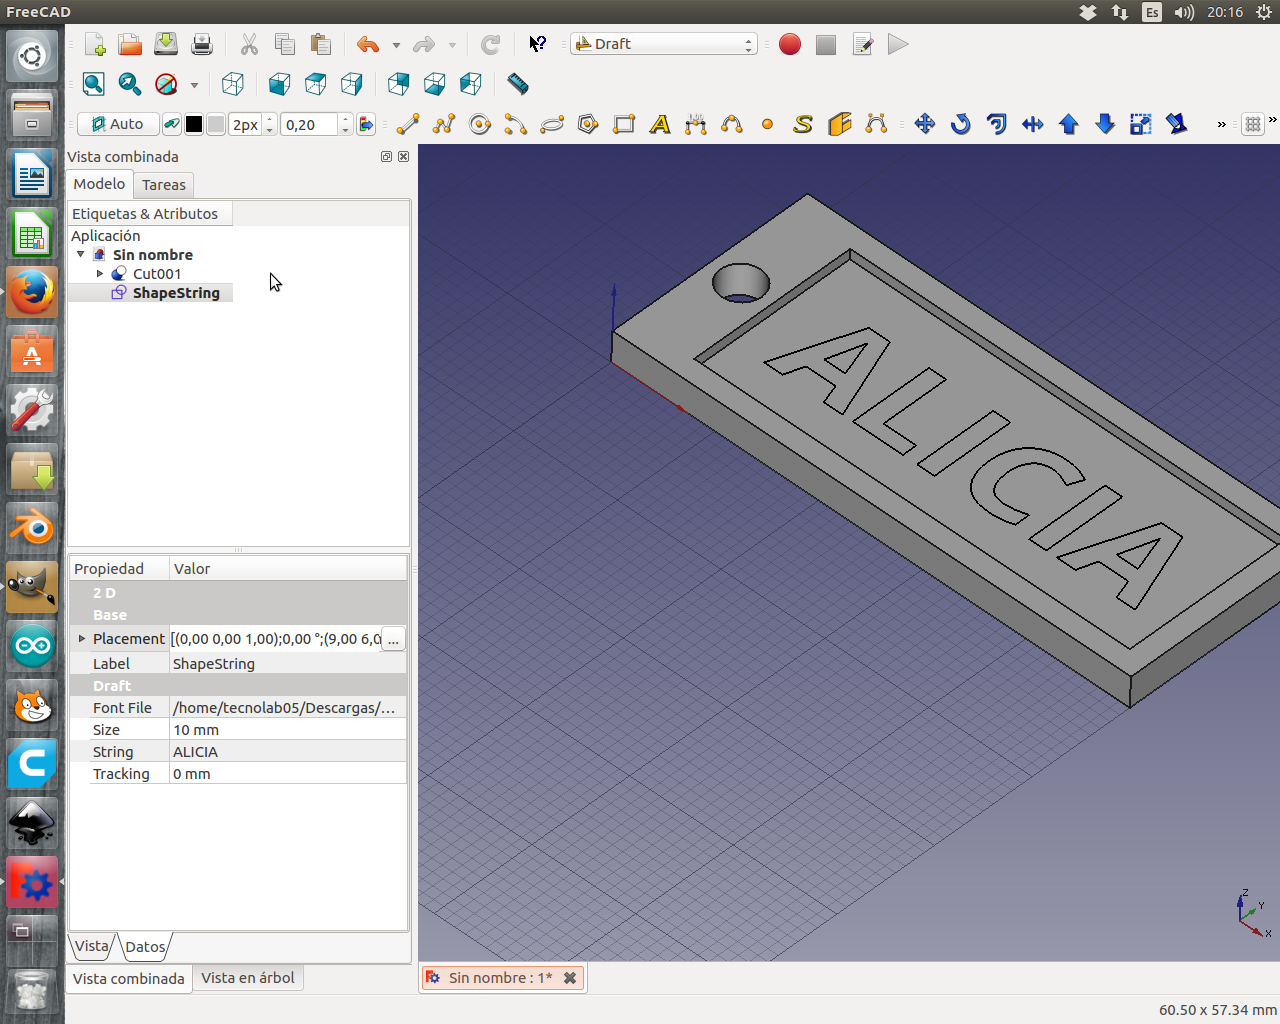 FreeCAD
Es
20:16
Draft
Auto
2px
0,20
»
»
Vista combinada
Modelo
Tareas
Etiquetas & Atributos
Aplicación
Sin nombre
Cut001
ShapeString
Propiedad
Valor
2 D
Base
Placement
[(0,00 0,00 1,00);0,00 °;(9,00 6,0
...
Label
ShapeString
Draft
Font File
/home/tecnolab05/Descargas/...
Size
10 mm
String
ALICIA
Tracking
0 mm
Vista
Datos
Vista combinada
Vista en árbol
ALICIA
Z
Y
X
Sin nombre : 1*
60.50 x 57.34 mm